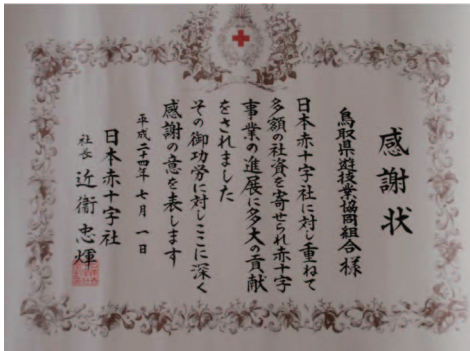 感謝状
鳥取県遊技業協同組合様
日本赤十字社に対し重ねて
多額の社資を寄せられ赤十字
事業の進展に多大の貢献
をされました
その御功労に対しここに深く
感謝の意を表します
平成二十四年七月一日
日本赤十字社
社長 近衞忠煇